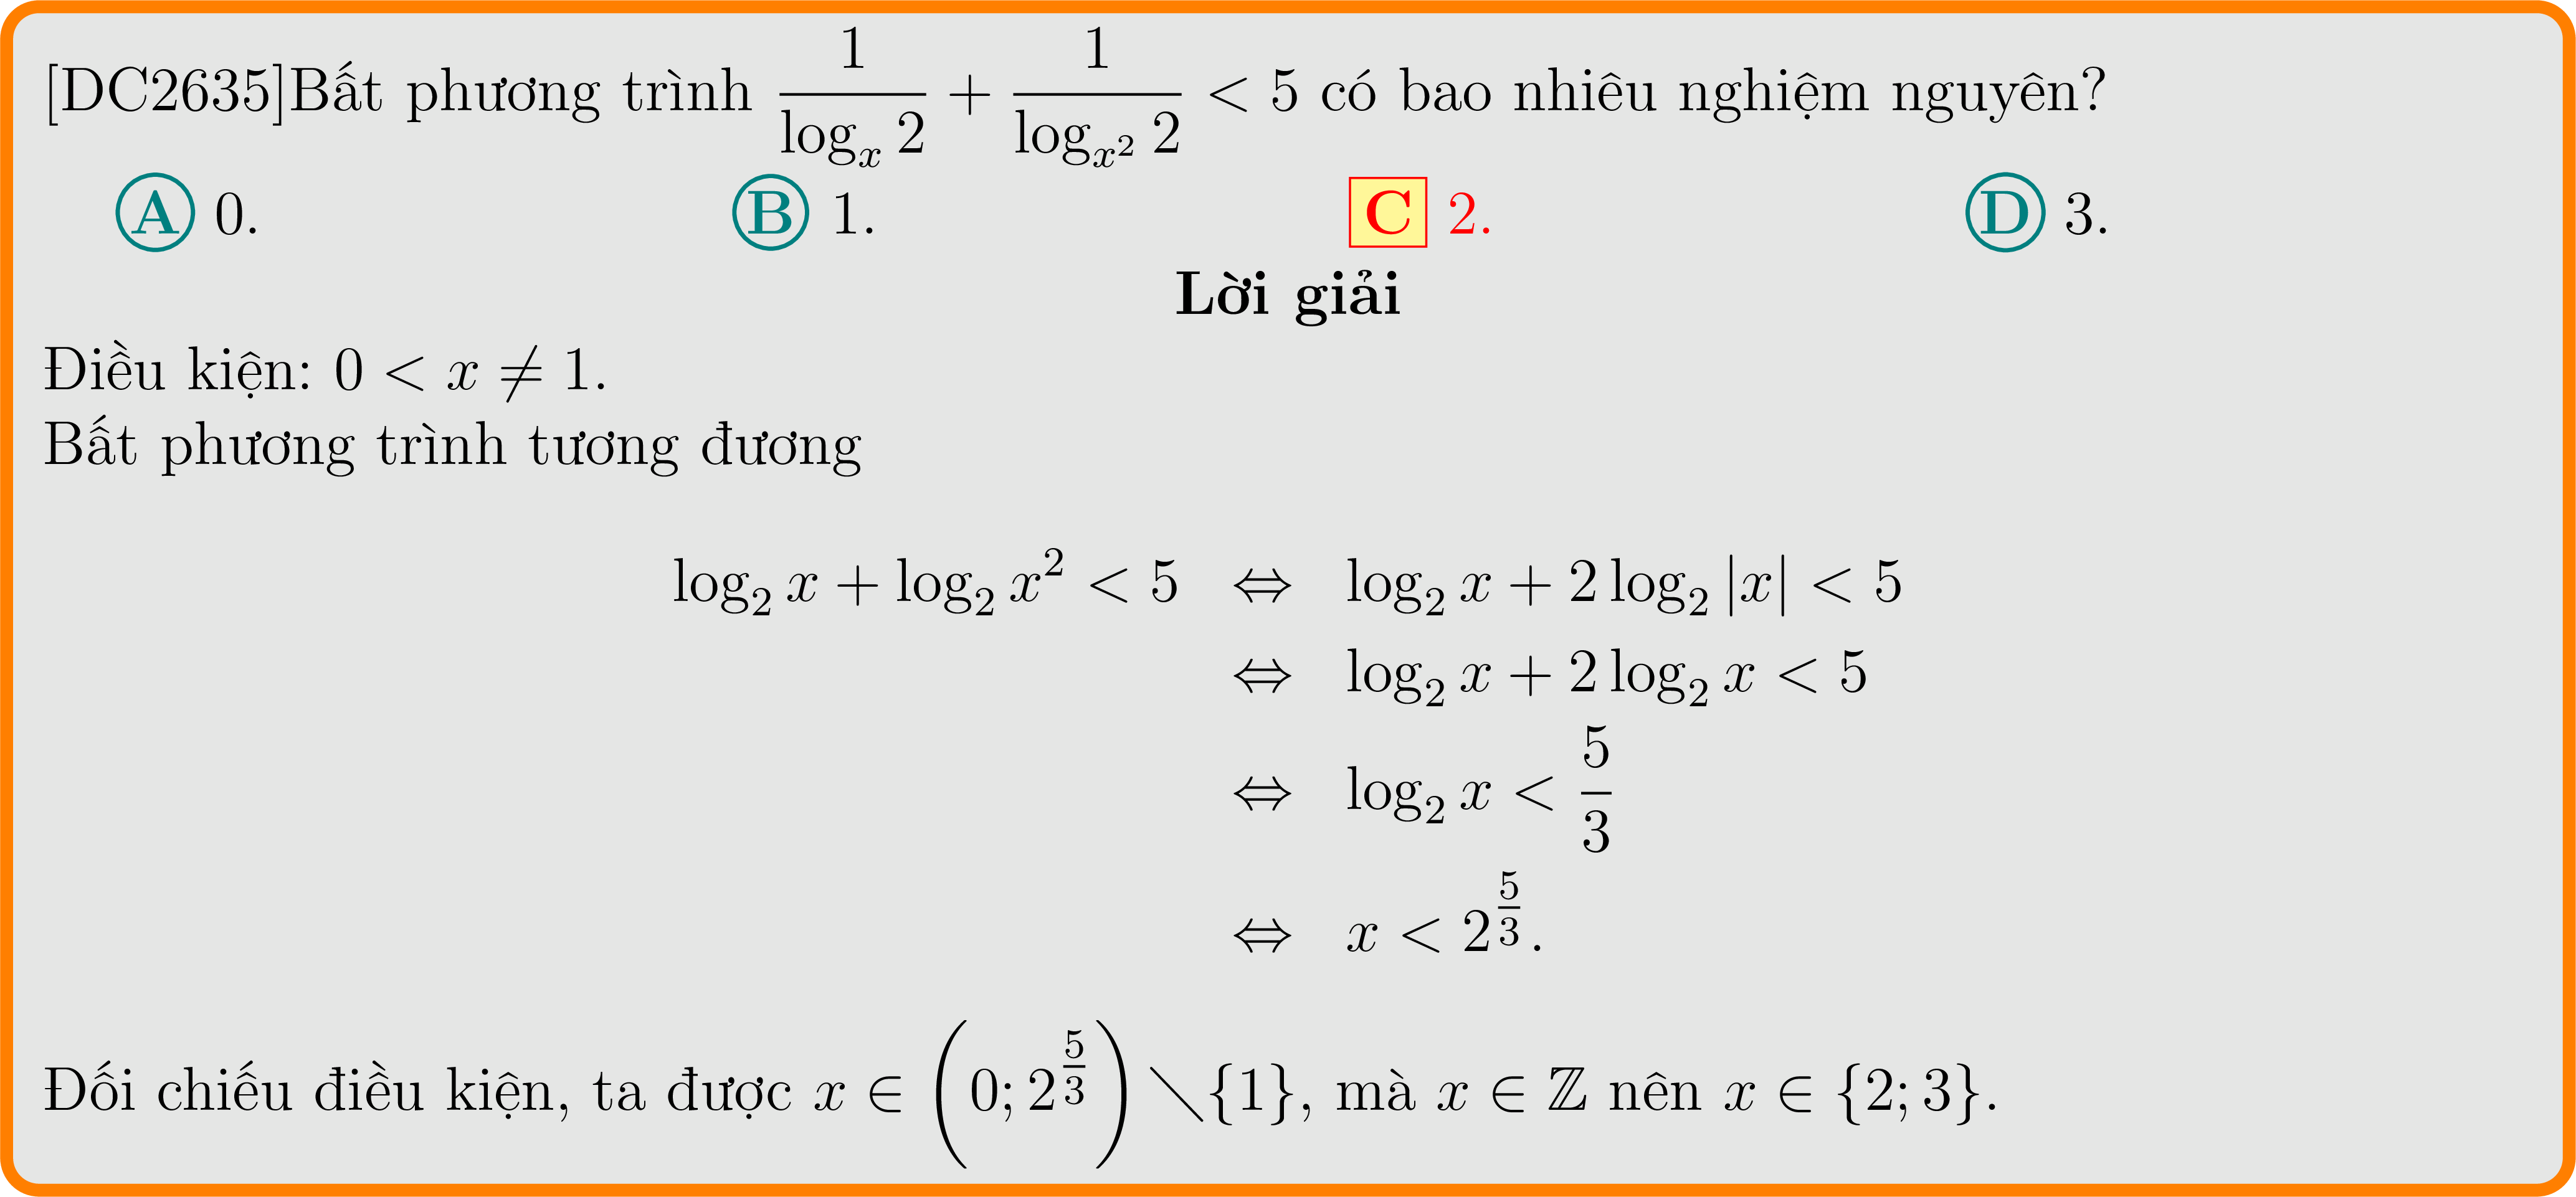 [DC2635]Bất phương trình $\dfrac{1}{\log_x 2} + \dfrac{1}{\log_{x^2} 2} < 5$ có bao nhiêu nghiệm nguyên?
A 0. B 1. C 2. D 3.
Lời giải
Điều kiện: $0 < x \neq 1$.
Bất phương trình tương đương
$\log_2 x + \log_2 x^2 < 5 \Leftrightarrow \log_2 x + 2\log_2 |x| < 5$
$\Leftrightarrow \log_2 x + 2\log_2 x < 5$
$\Leftrightarrow \log_2 x < \dfrac{5}{3}$
$\Leftrightarrow x < 2^{\frac{5}{3}}.$
Đối chiếu điều kiện, ta được $x \in \left(0; 2^{\frac{5}{3}}\right) \setminus \{1\}$, mà $x \in \mathbb{Z}$ nên $x \in \{2; 3\}$.